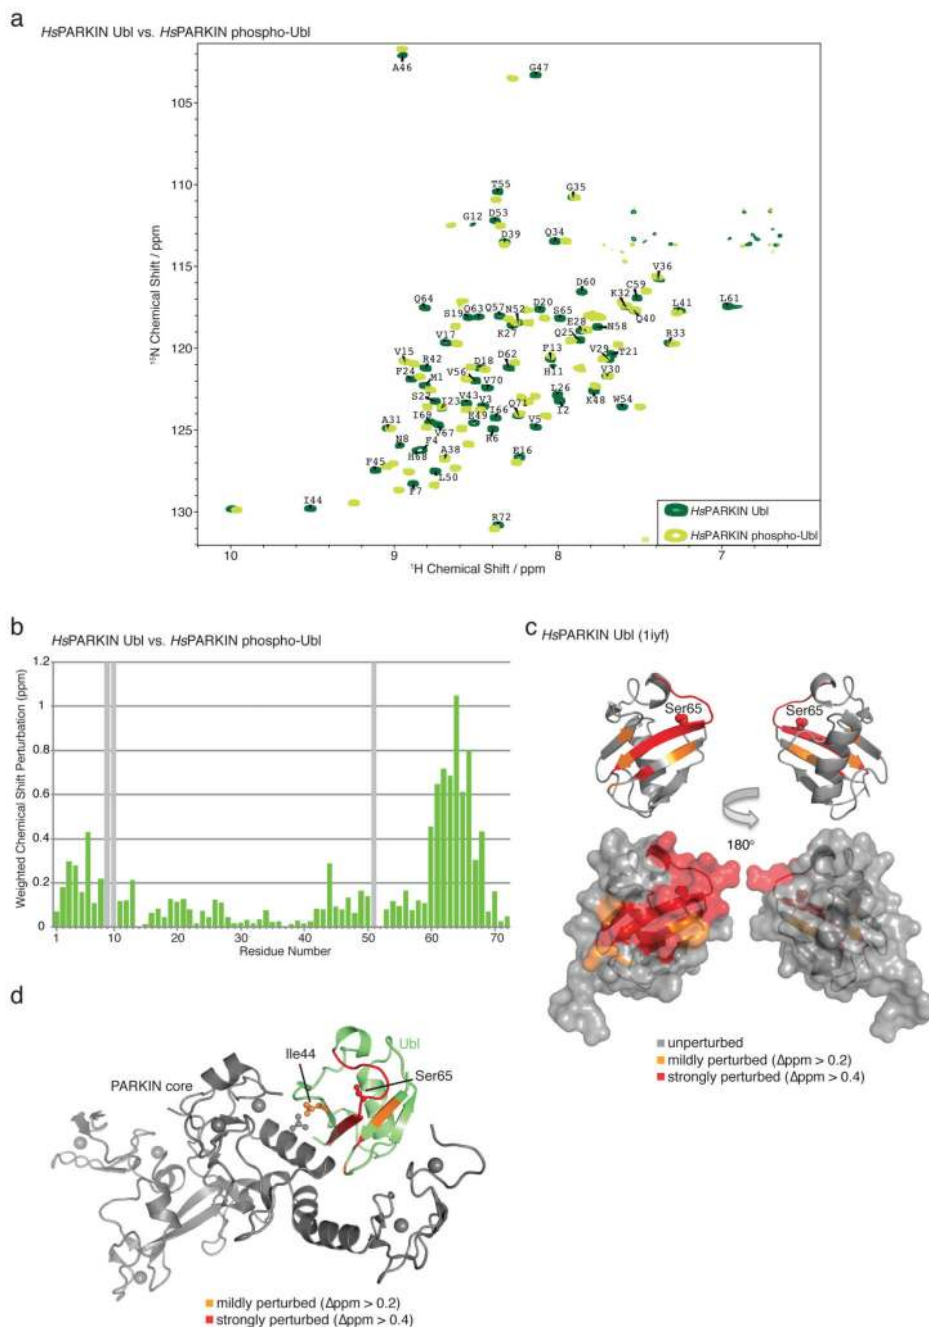 a
HsPARKIN Ubl vs. HsPARKIN phospho-Ubl
A46
G47
105
T55
G35
110
G12
D53
D39
Q34
115
V36
D60
C59
K32
Q64
S19
Q63
Q57
N52
D20
S65
E28
Q40
L41
L61
K27
Q25
N58
V17
R33
120
F13
V29
T21
V15
R42
D18
D62
H11
V30
F24
M1
V56
V70
S22
I23
V43
V3
Q71
L26
K48
W54
I2
I69
E49
I66
V5
125
A31
V67
R6
N8
F4
H68
A38
E16
F45
L50
F7
I44
130
R72
HsPARKIN Ubl
HsPARKIN phospho-Ubl
10
9
8
7
¹H Chemical Shift / ppm
¹⁵N Chemical Shift / ppm
b
HsPARKIN Ubl vs. HsPARKIN phospho-Ubl
Weighted Chemical Shift Perturbation (ppm)
1.2
1
0.8
0.6
0.4
0.2
0
1
10
20
30
40
50
60
70
Residue Number
c
HsPARKIN Ubl (1iyf)
Ser65
Ser65
180°
unperturbed
mildly perturbed (Δppm > 0.2)
strongly perturbed (Δppm > 0.4)
d
Ile44
Ubl
PARKIN core
Ser65
mildly perturbed (Δppm > 0.2)
strongly perturbed (Δppm > 0.4)